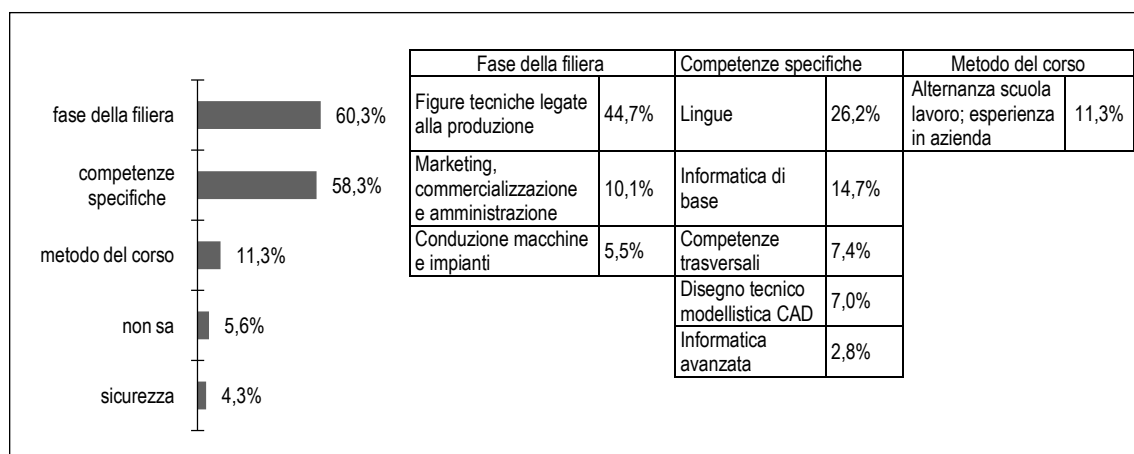 fase della filiera 60,3%
competenze
specifiche
58,3%
metodo del corso 11,3%
non sa 5,6%
sicurezza 4,3%
Fase della filiera Competenze specifiche Metodo del corso
Figure tecniche legate
alla produzione
44,7% Lingue 26,2%
Alternanza scuola
lavoro; esperienza
in azienda
11,3%
Marketing,
commercializzazione
e amministrazione
10,1%
Informatica di
base
14,7%
Conduzione macchine
e impianti
5,5%
Competenze
trasversali
7,4%
Disegno tecnico
modellistica CAD
7,0%
Informatica
avanzata
2,8%